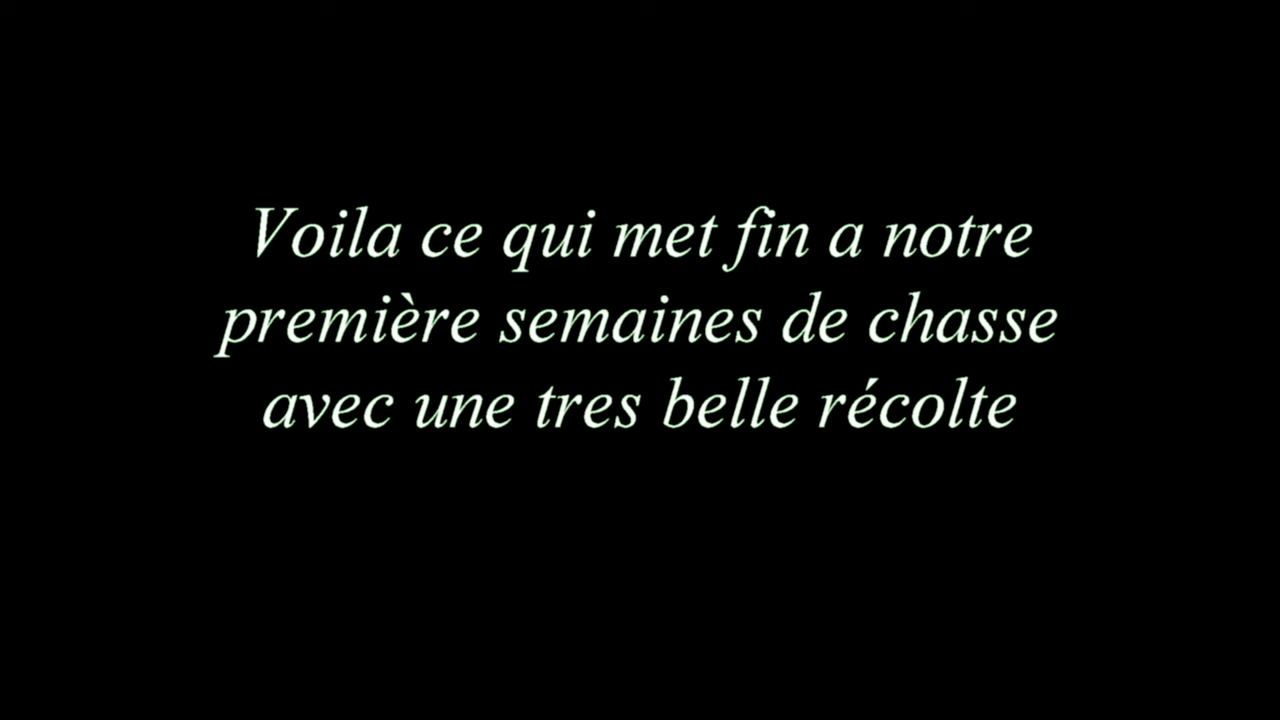 Voila ce qui met fin a notre
première semaines de chasse
avec une tres belle récolte